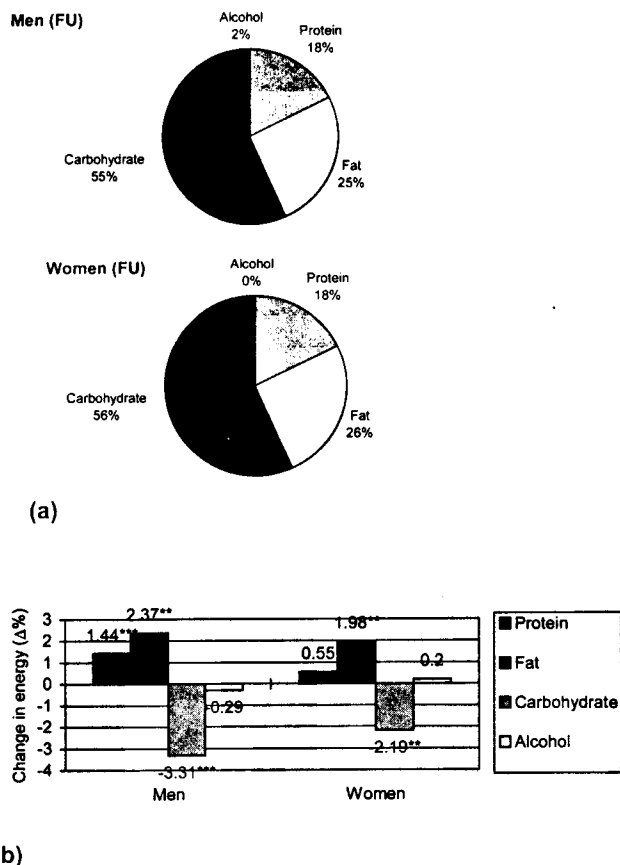 Men (FU)
Alcohol
2%
Protein
18%
Carbohydrate
55%
Fat
25%
Women (FU)
Alcohol
0%
Protein
18%
Carbohydrate
56%
Fat
26%
(a)
Change in energy (Δ%)
3
2
1
0
-1
-2
-3
-4
1.44***
2.37**
-3.31***
-0.29
0.55
1.98**
-2.19**
0.2
Men
Women
Protein
Fat
Carbohydrate
Alcohol
b)